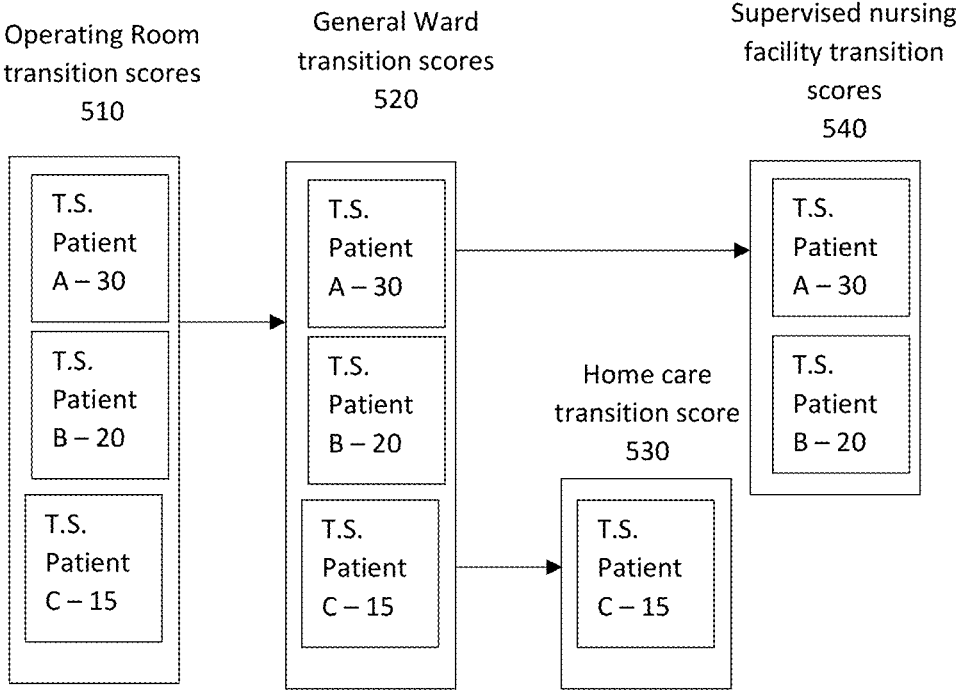 Operating Room
transition scores
510
T.S.
Patient
A – 30
T.S.
Patient
B – 20
T.S.
Patient
C – 15
General Ward
transition scores
520
T.S.
Patient
A – 30
T.S.
Patient
B – 20
T.S.
Patient
C – 15
Home care
transition score
530
T.S.
Patient
C – 15
Supervised nursing
facility transition
scores
540
T.S.
Patient
A – 30
T.S.
Patient
B – 20